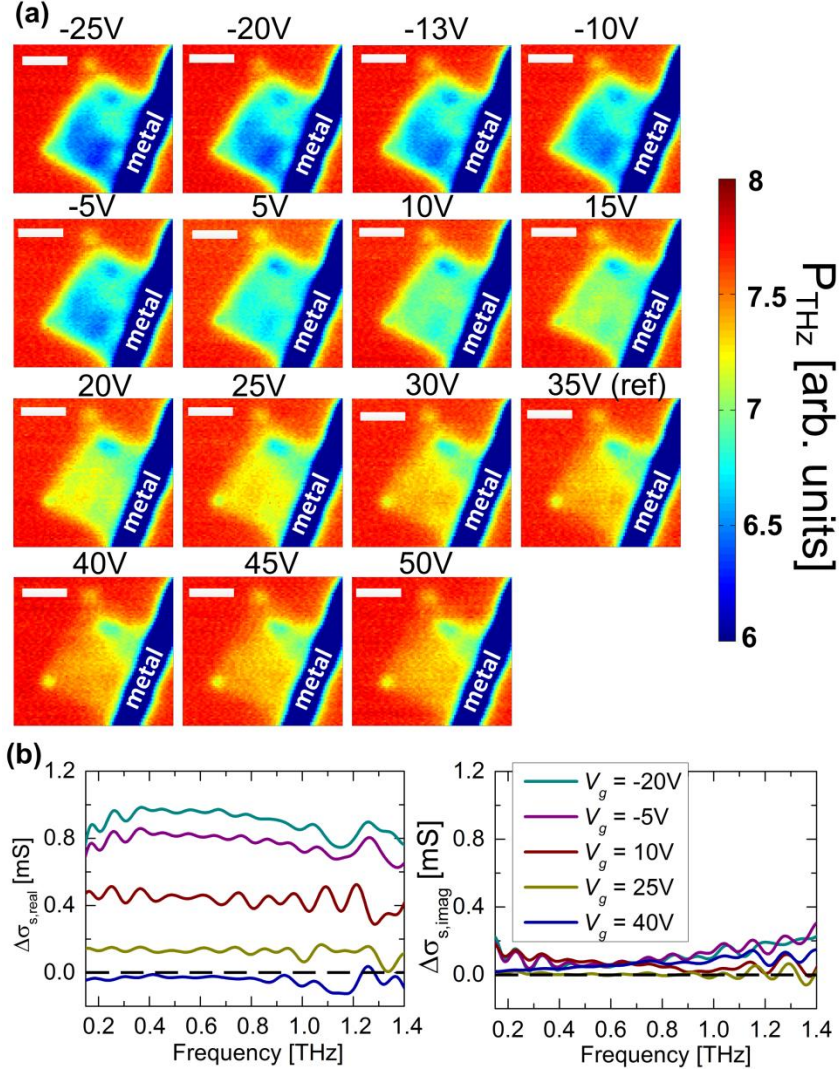 (a)
-25V -20V -13V -10V
metal metal metal metal
-5V 5V 10V 15V
metal metal metal metal
20V 25V 30V 35V (ref)
metal metal metal metal
40V 45V 50V
metal metal metal
8
7.5
7
6.5
6
P_THz [arb. units]
(b)
1.2
0.8
0.4
0.0
Δσ_s,real [mS]
0.2 0.4 0.6 0.8 1.0 1.2 1.4
Frequency [THz]
1.2
0.8
0.4
0.0
Δσ_s,imag [mS]
V_g = -20V
V_g = -5V
V_g = 10V
V_g = 25V
V_g = 40V
0.2 0.4 0.6 0.8 1.0 1.2 1.4
Frequency [THz]